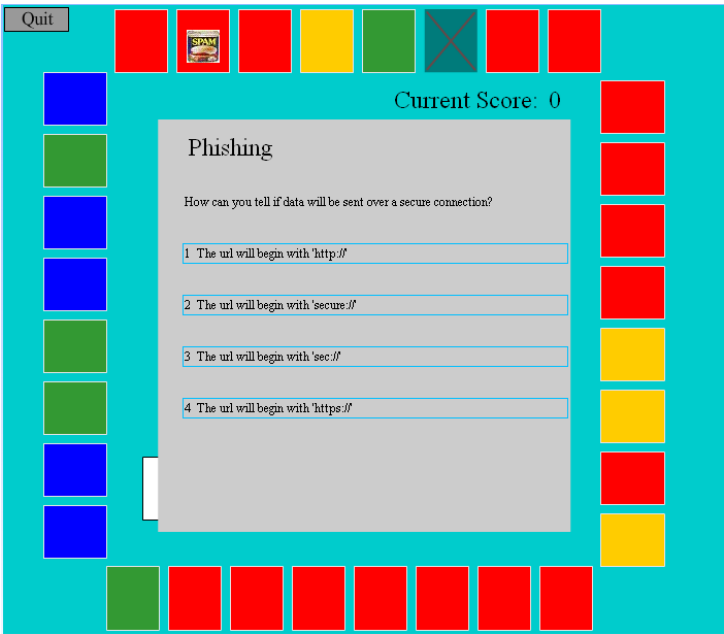 Quit
SPAM
Current Score: 0
Phishing
How can you tell if data will be sent over a secure connection?
1 The url will begin with 'http://'
2 The url will begin with 'secure://'
3 The url will begin with 'sec://'
4 The url will begin with 'https://'